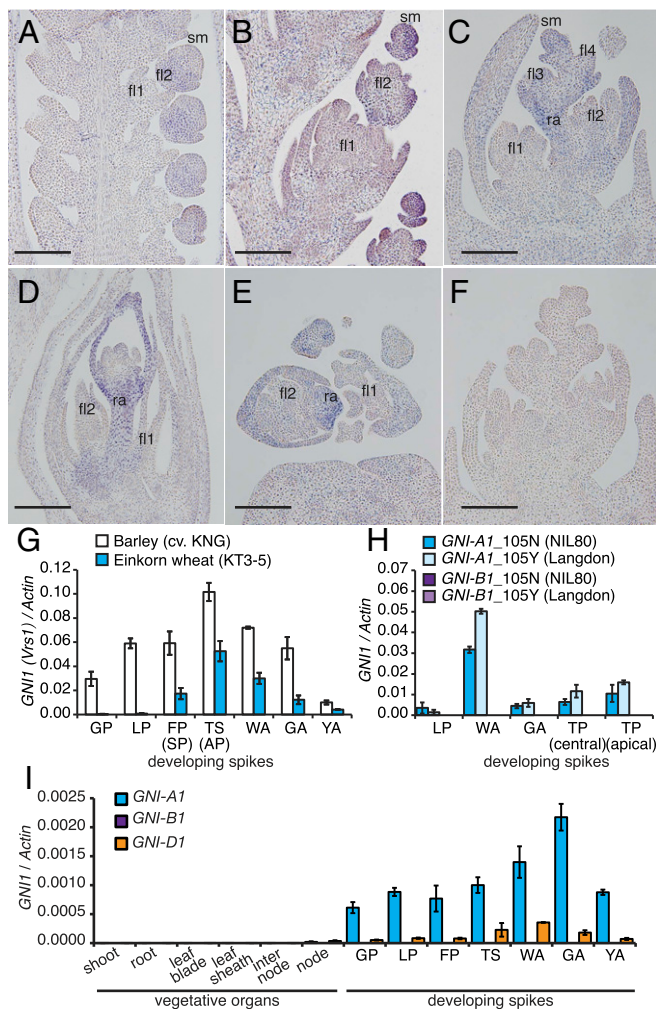 A
sm
fl2
fl1
B
sm
fl2
fl1
C
sm
fl4
fl3
ra
fl2
fl1
D
ra
fl2
fl1
E
fl2
ra
fl1
F
G
Barley (cv. KNG)
Einkorn wheat (KT3-5)
GNI1 (Vrs1) / Actin
0.12
0.10
0.08
0.06
0.04
0.02
0.00
GP LP FP TS WA GA YA
(SP) (AP)
developing spikes
H
GNI-A1_105N (NIL80)
GNI-A1_105Y (Langdon)
GNI-B1_105N (NIL80)
GNI-B1_105Y (Langdon)
GNI1 / Actin
0.07
0.06
0.05
0.04
0.03
0.02
0.01
0.00
LP WA GA TP TP
(central)(apical)
developing spikes
I
GNI-A1
GNI-B1
GNI-D1
GNI1 / Actin
0.0025
0.0020
0.0015
0.0010
0.0005
0.0000
shoot
root
leaf
blade
leaf
sheath
inter
node
node
GP LP FP TS WA GA YA
vegetative organs developing spikes